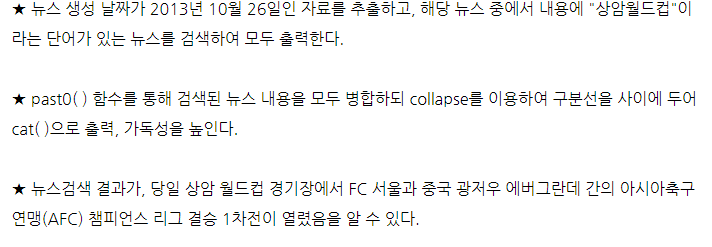 ★ 뉴스 생성 날짜가 2013년 10월 26일인 자료를 추출하고, 해당 뉴스 중에서 내용에 "상암월드컵"이
라는 단어가 있는 뉴스를 검색하여 모두 출력한다.
★ past0( ) 함수를 통해 검색된 뉴스 내용을 모두 병합하되 collapse를 이용하여 구분선을 사이에 두어
cat( )으로 출력, 가독성을 높인다.
★ 뉴스검색 결과가, 당일 상암 월드컵 경기장에서 FC 서울과 중국 광저우 에버그란데 간의 아시아축구
연맹(AFC) 챔피언스 리그 결승 1차전이 열렸음을 알 수 있다.